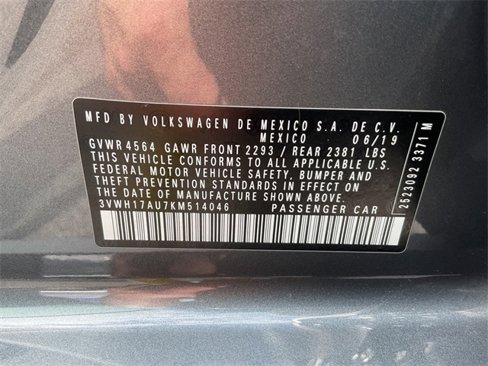 MFD BY VOLKSWAGEN DE MEXICO S.A. DE C.V.
MEXICO 06/19
GVWR 4564 GAWR FRONT 2293 / REAR 2381 LBS
THIS VEHICLE CONFORMS TO ALL APPLICABLE U.S.
FEDERAL MOTOR VEHICLE SAFETY, BUMPER, AND
THEFT PREVENTION STANDARDS IN EFFECT ON
THE DATE OF MANUFACTURE SHOWN ABOVE.
3VWH17AU7KM514046 PASSENGER CAR
2523092 3371 M